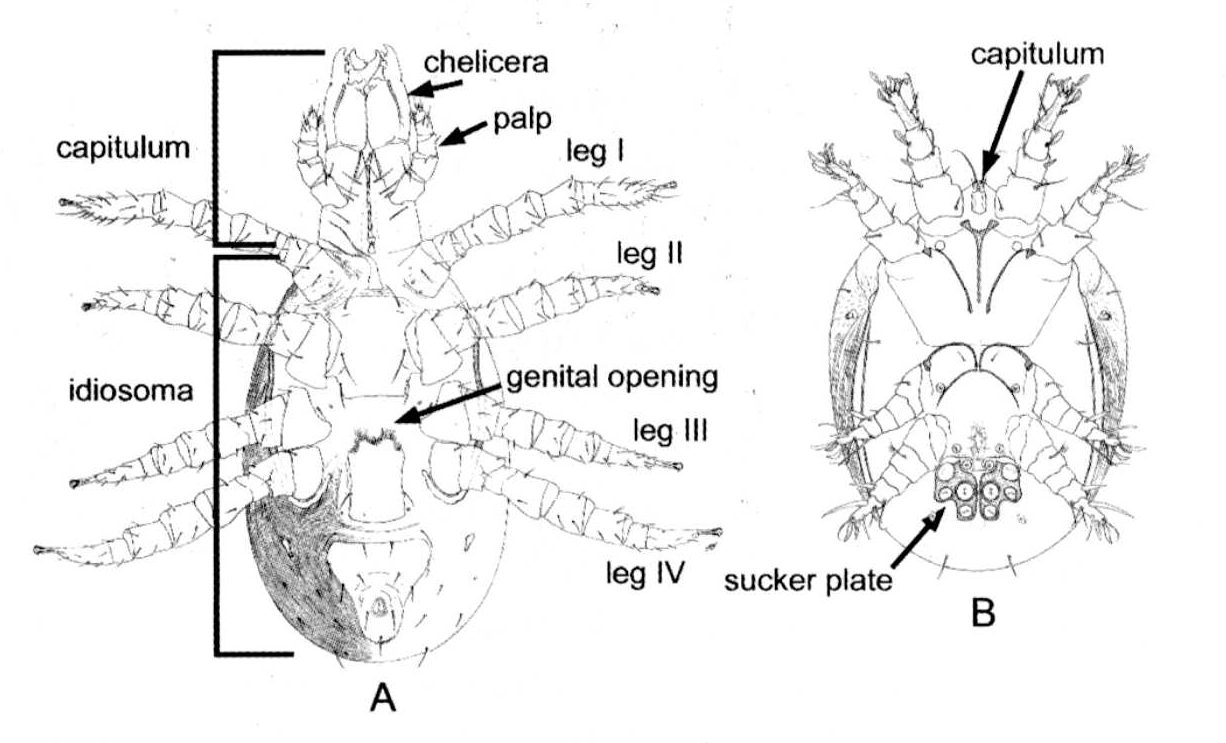 chelicera
palp
capitulum
leg I
leg II
idiosoma
genital opening
leg III
leg IV
A
capitulum
sucker plate
B